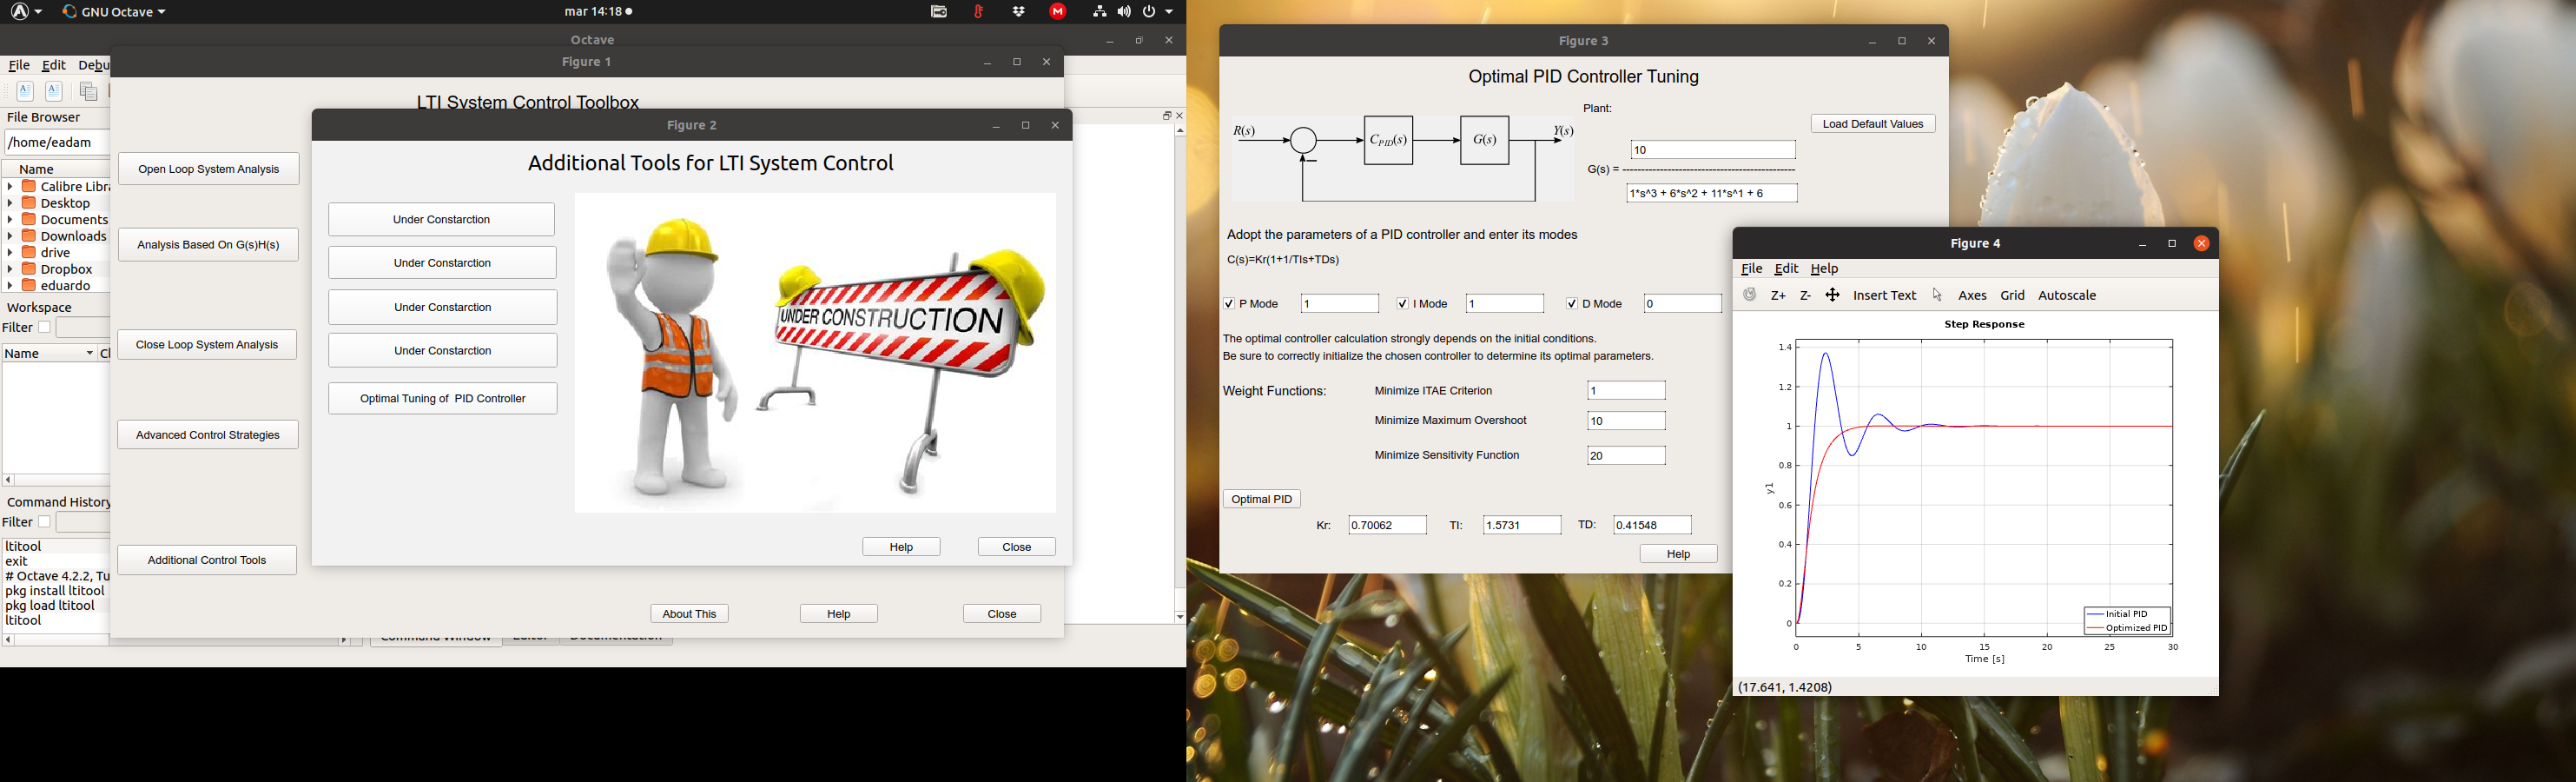 GNU Octave
mar 14:18
Octave
File Edit Debu
File Browser
/home/eadam
Name
Calibre Libra
Desktop
Documents
Downloads
drive
Dropbox
eduardo
Workspace
Filter
Name
Cl
Command History
Filter
ltitool
exit
# Octave 4.2.2, Tu
pkg install ltitool
pkg load ltitool
ltitool
Command Window Editor Documentation
Figure 1
LTI System Control Toolbox
Open Loop System Analysis
Analysis Based On G(s)H(s)
Close Loop System Analysis
Advanced Control Strategies
Additional Control Tools
About This
Help
Close
Figure 2
Additional Tools for LTI System Control
Under Constarction
Under Constarction
Under Constarction
Under Constarction
Optimal Tuning of PID Controller
UNDER CONSTRUCTION
Help
Close
Figure 3
Optimal PID Controller Tuning
R(s)
CPID(s)
G(s)
Y(s)
Plant:
Load Default Values
10
G(s) = ------------------------------------------------
1*s^3 + 6*s^2 + 11*s^1 + 6
Adopt the parameters of a PID controller and enter its modes
C(s)=Kr(1+1/TIs+TDs)
P Mode 1 I Mode 1 D Mode 0
The optimal controller calculation strongly depends on the initial conditions.
Be sure to correctly initialize the chosen controller to determine its optimal parameters.
Weight Functions: Minimize ITAE Criterion 1
Minimize Maximum Overshoot 10
Minimize Sensitivity Function 20
Optimal PID
Kr: 0.70062 TI: 1.5731 TD: 0.41548
Help
Figure 4
File Edit Help
Z+ Z- Insert Text Axes Grid Autoscale
Step Response
1.4
1.2
1
0.8
0.6
0.4
0.2
0
y1
0 5 10 15 20 25 30
Time [s]
Initial PID
Optimized PID
(17.641, 1.4208)